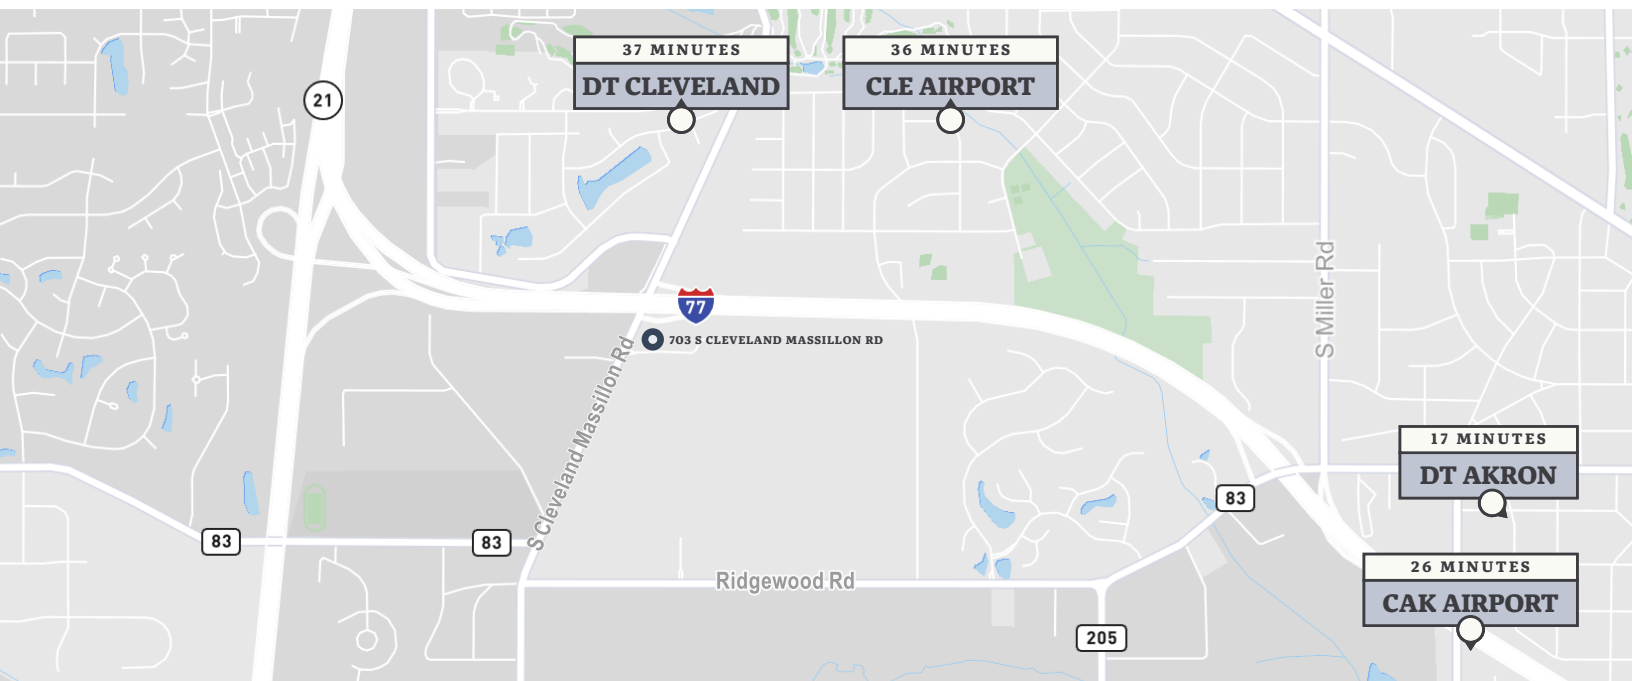 37 MINUTES
DT CLEVELAND
36 MINUTES
CLE AIRPORT
21
S Miller Rd
77
703 S CLEVELAND MASSILLON RD
S Cleveland Massillon Rd
17 MINUTES
DT AKRON
83
83
83
26 MINUTES
CAK AIRPORT
Ridgewood Rd
205